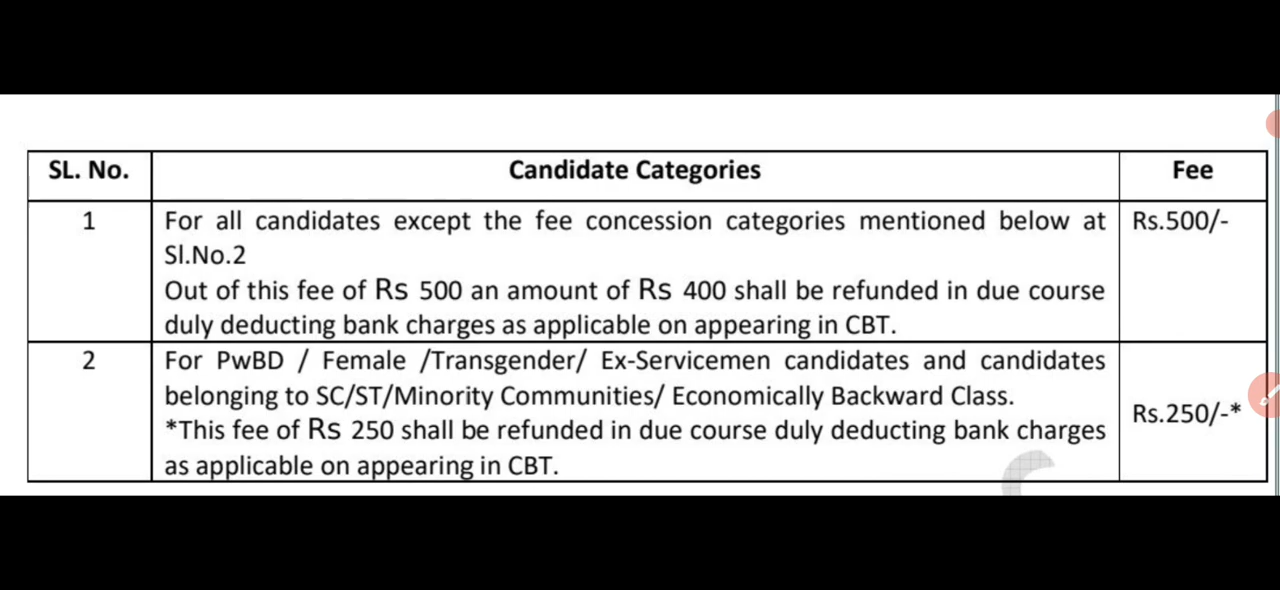 SL. No. Candidate Categories Fee
1 For all candidates except the fee concession categories mentioned below at Rs.500/-
Sl.No.2
Out of this fee of Rs 500 an amount of Rs 400 shall be refunded in due course
duly deducting bank charges as applicable on appearing in CBT.
2 For PwBD / Female /Transgender/ Ex-Servicemen candidates and candidates
belonging to SC/ST/Minority Communities/ Economically Backward Class.
Rs.250/-*
*This fee of Rs 250 shall be refunded in due course duly deducting bank charges
as applicable on appearing in CBT.